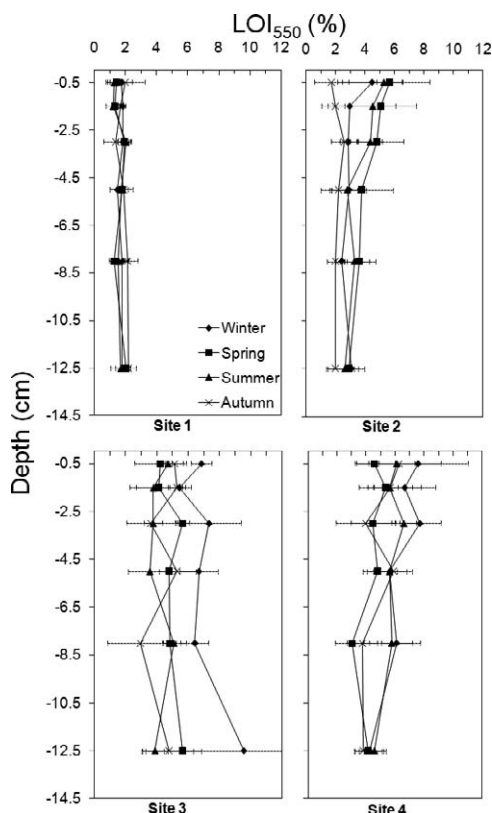 LOI550 (%)
0 2 4 6 8 10 12 0 2 4 6 8 10 12
-0.5
-2.5
-4.5
-6.5
-8.5
-10.5
-12.5
-14.5
Winter
Spring
Summer
Autumn
Site 1 Site 2
Depth (cm)
-0.5
-2.5
-4.5
-6.5
-8.5
-10.5
-12.5
-14.5
Site 3 Site 4